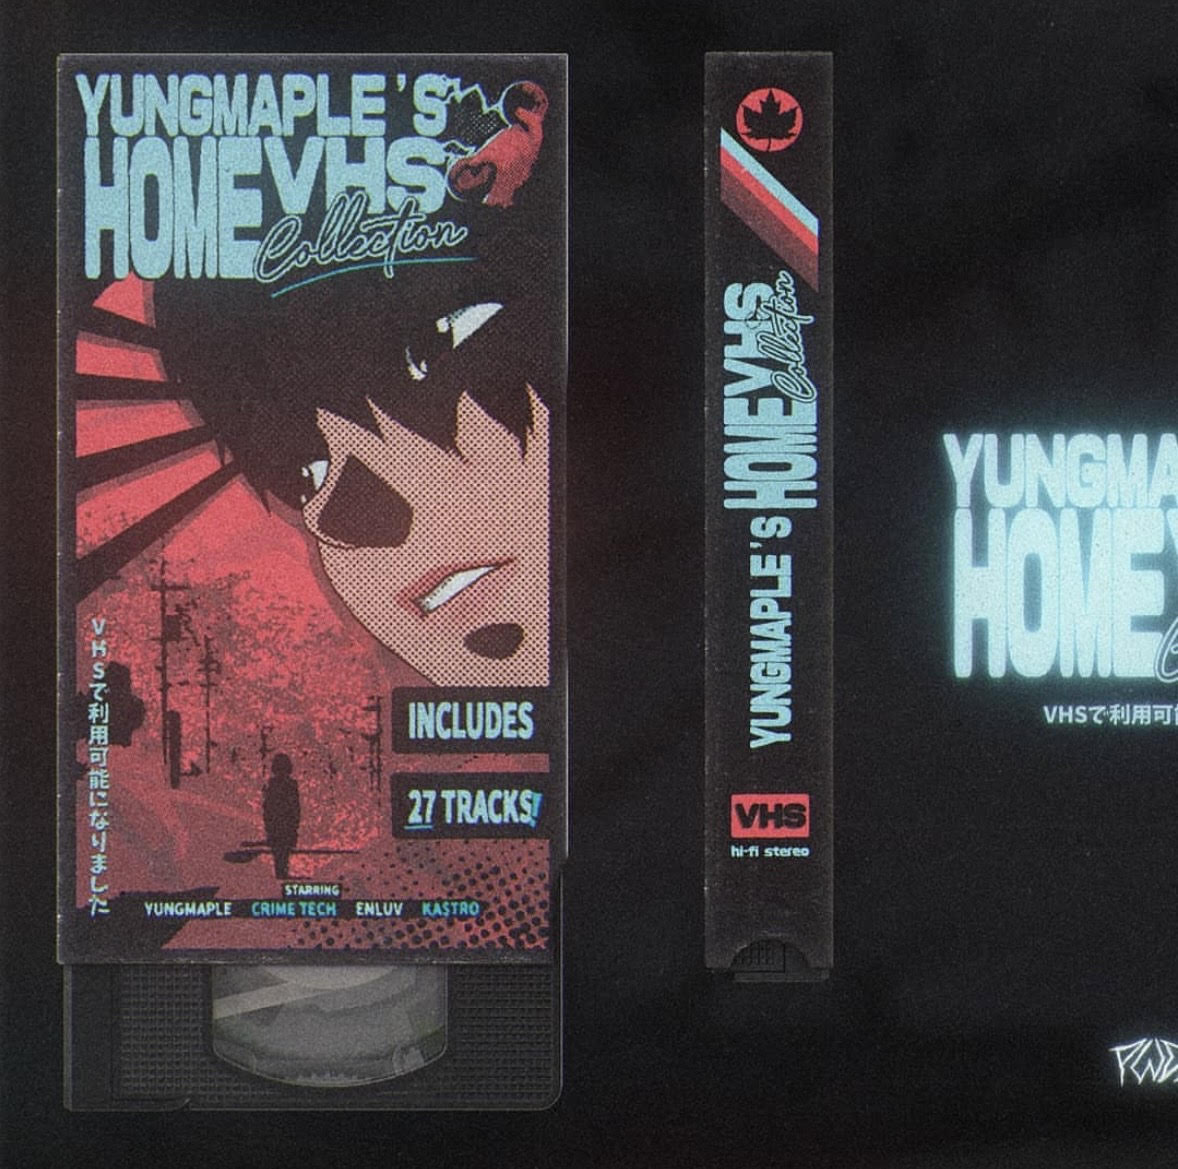 YUNGMAPLE'S
HOMEVHS
Collection
VHSで利用可能になりました
INCLUDES
27 TRACKS!
STARRING
YUNGMAPLE CRIME TECH ENLUV KASTRO
YUNGMAPLE'S HOMEVHS
Collection
VHS
hi-fi stereo
YUNGMA
HOME
VHSで利用可